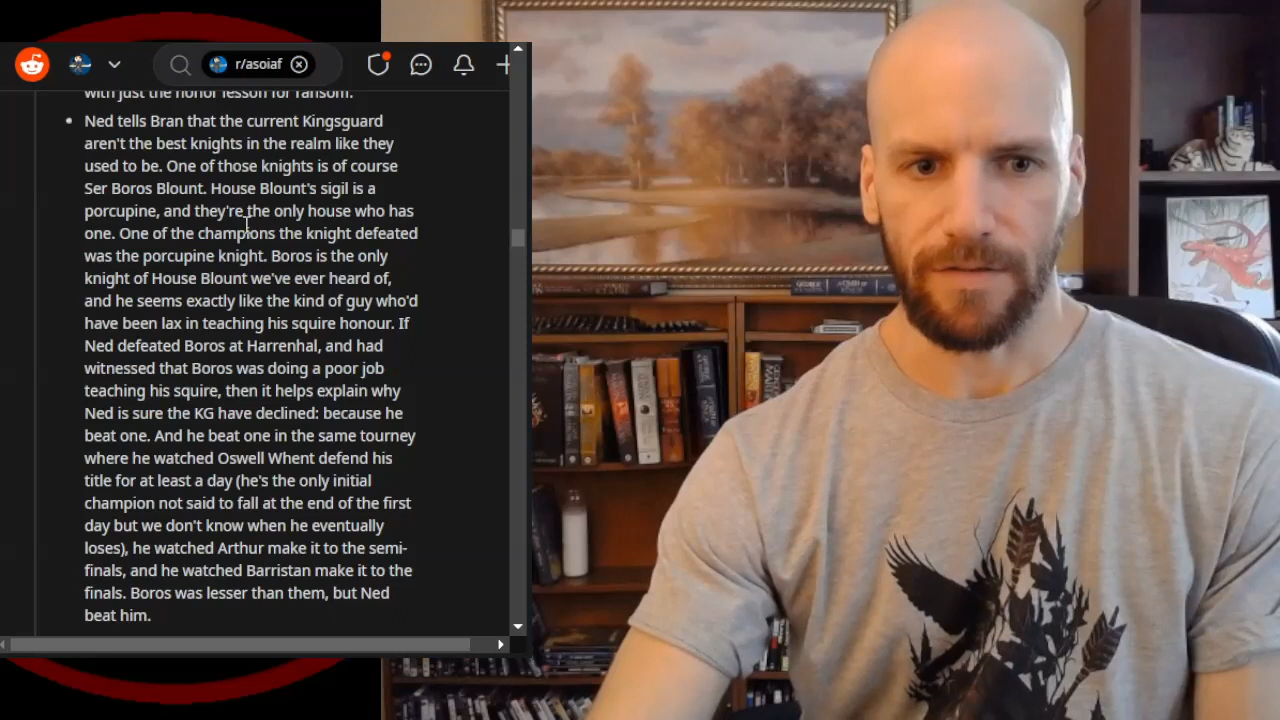 r/asoiaf
with just the honor lesson for ransom.
• Ned tells Bran that the current Kingsguard
aren't the best knights in the realm like they
used to be. One of those knights is of course
Ser Boros Blount. House Blount's sigil is a
porcupine, and they're the only house who has
one. One of the champions the knight defeated
was the porcupine knight. Boros is the only
knight of House Blount we've ever heard of,
and he seems exactly like the kind of guy who'd
have been lax in teaching his squire honour. If
Ned defeated Boros at Harrenhal, and had
witnessed that Boros was doing a poor job
teaching his squire, then it helps explain why
Ned is sure the KG have declined: because he
beat one. And he beat one in the same tourney
where he watched Oswell Whent defend his
title for at least a day (he's the only initial
champion not said to fall at the end of the first
day but we don't know when he eventually
loses), he watched Arthur make it to the semi-
finals, and he watched Barristan make it to the
finals. Boros was lesser than them, but Ned
beat him.